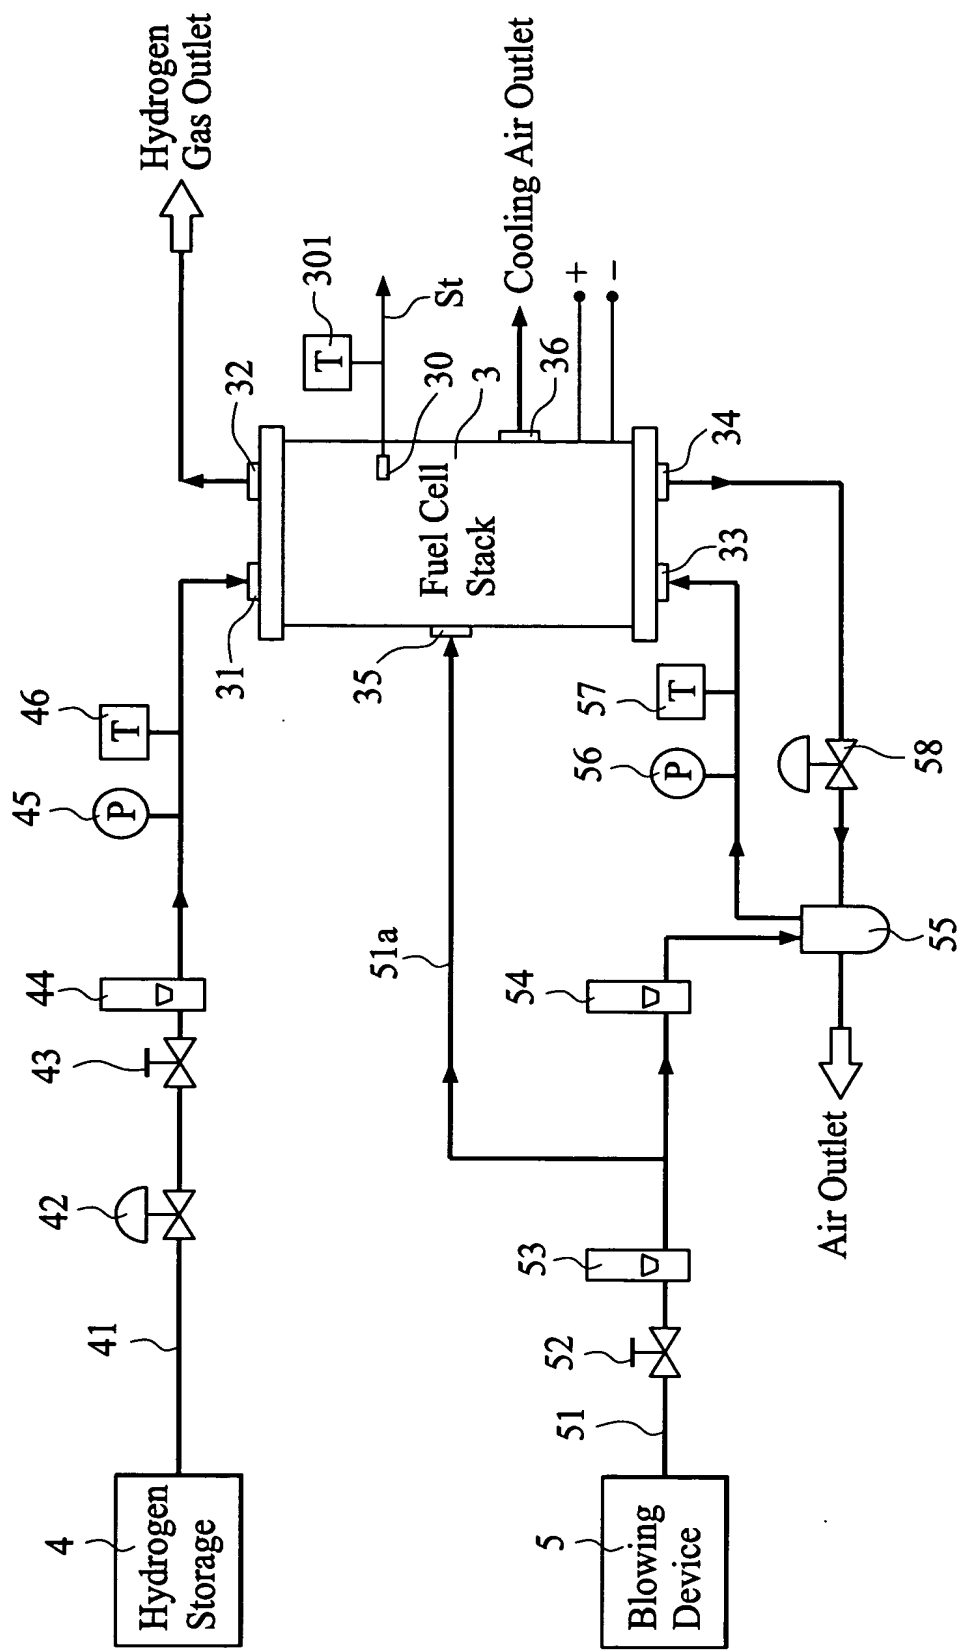 Hydrogen
Gas Outlet
46
45
44
43
42
41
4
T
P
Hydrogen
Storage
31
32
T
301
St
30
3
Fuel Cell
Stack
35
36
Cooling Air Outlet
+
−
33
34
51a
57
56
T
P
58
55
54
53
52
51
5
Blowing
Device
Air Outlet